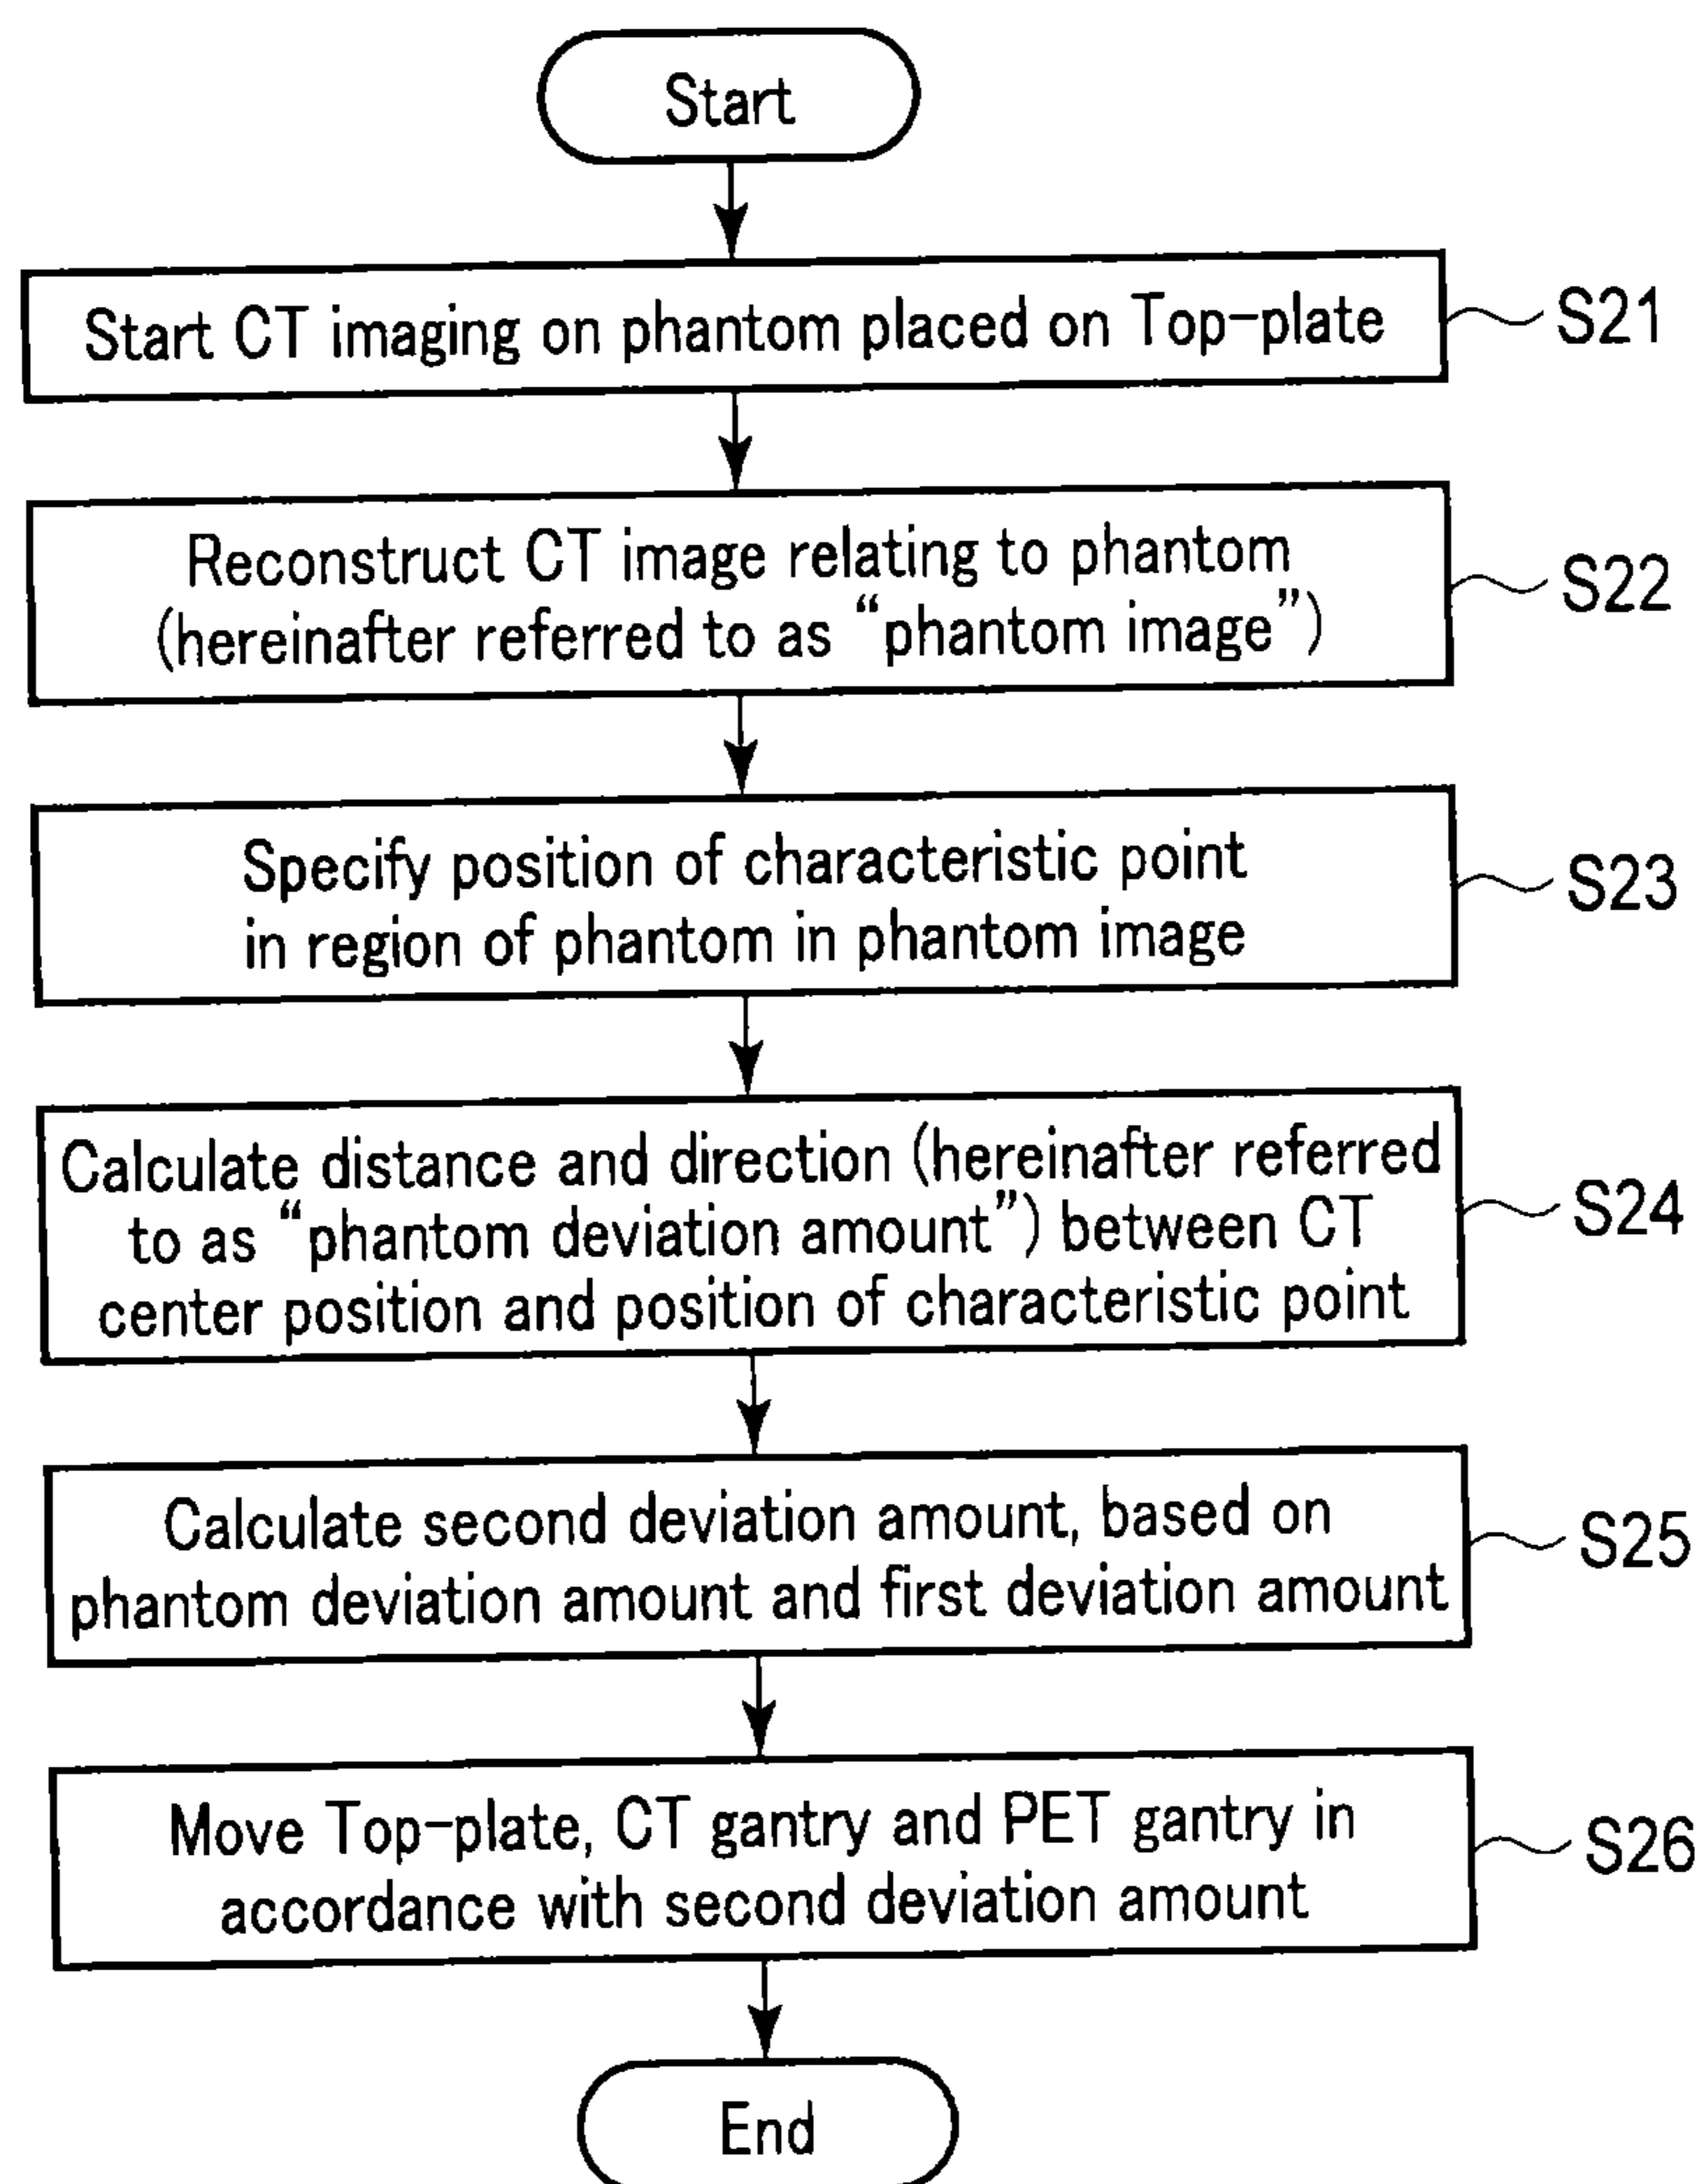 Start
Start CT imaging on phantom placed on Top-plate
S21
Reconstruct CT image relating to phantom
(hereinafter referred to as “phantom image”)
S22
Specify position of characteristic point
in region of phantom in phantom image
S23
Calculate distance and direction (hereinafter referred
to as “phantom deviation amount”) between CT
center position and position of characteristic point
S24
Calculate second deviation amount, based on
phantom deviation amount and first deviation amount
S25
Move Top-plate, CT gantry and PET gantry in
accordance with second deviation amount
S26
End